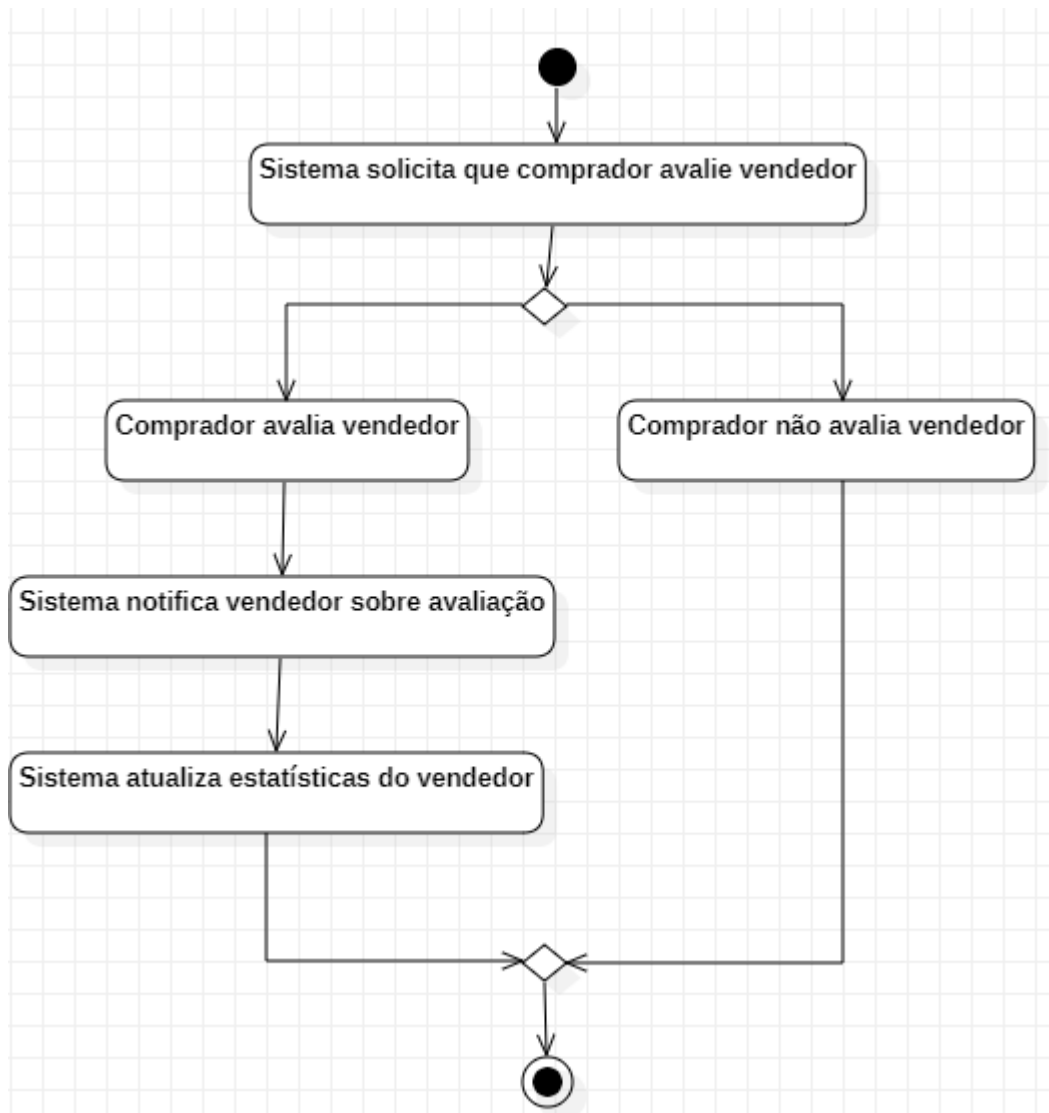 Sistema solicita que comprador avalie vendedor
Comprador avalia vendedor
Comprador não avalia vendedor
Sistema notifica vendedor sobre avaliação
Sistema atualiza estatísticas do vendedor